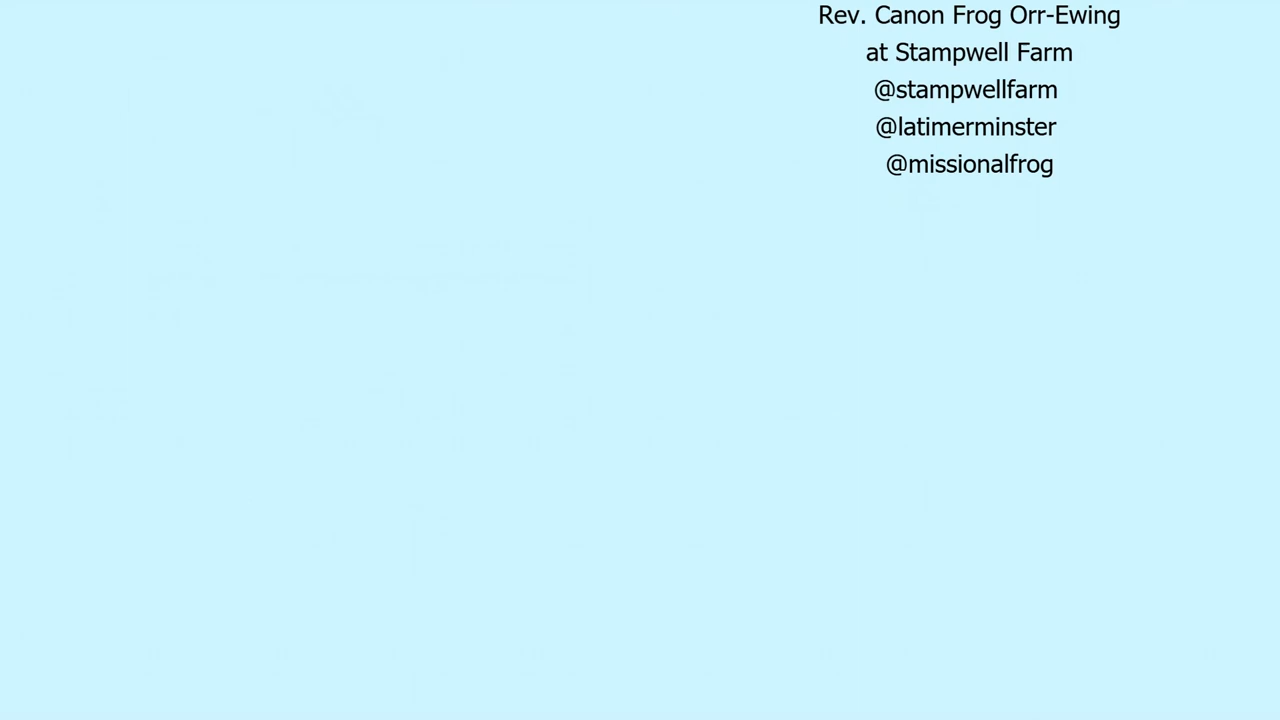 Rev. Canon Frog Orr-Ewing
at Stampwell Farm
@stampwellfarm
@latimerminster
@missionalfrog